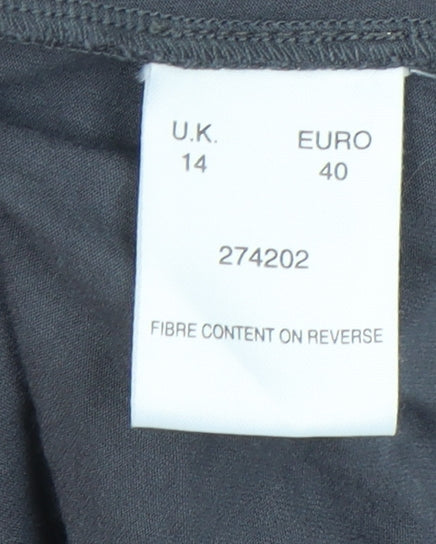 U.K. EURO
14 40
274202
FIBRE CONTENT ON REVERSE